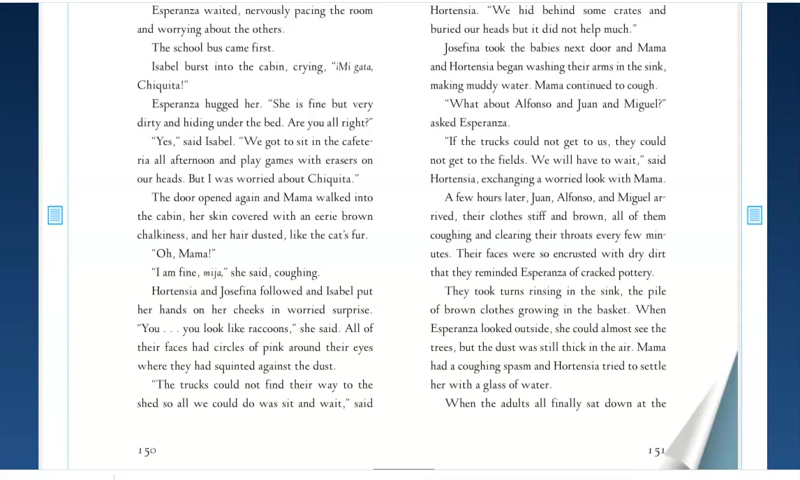 Esperanza waited, nervously pacing the room
and worrying about the others.
The school bus came first.
Isabel burst into the cabin, crying, “¡Mi gata,
Chiquita!”
Esperanza hugged her. “She is fine but very
dirty and hiding under the bed. Are you all right?”
“Yes,” said Isabel. “We got to sit in the cafete-
ria all afternoon and play games with erasers on
our heads. But I was worried about Chiquita.”
The door opened again and Mama walked into
the cabin, her skin covered with an eerie brown
chalkiness, and her hair dusted, like the cat’s fur.
“Oh, Mama!”
“I am fine, mija,” she said, coughing.
Hortensia and Josefina followed and Isabel put
her hands on her cheeks in worried surprise.
“You . . . you look like raccoons,” she said. All of
their faces had circles of pink around their eyes
where they had squinted against the dust.
“The trucks could not find their way to the
shed so all we could do was sit and wait,” said
150
Hortensia. “We hid behind some crates and
buried our heads but it did not help much.”
Josefina took the babies next door and Mama
and Hortensia began washing their arms in the sink,
making muddy water. Mama continued to cough.
“What about Alfonso and Juan and Miguel?”
asked Esperanza.
“If the trucks could not get to us, they could
not get to the fields. We will have to wait,” said
Hortensia, exchanging a worried look with Mama.
A few hours later, Juan, Alfonso, and Miguel ar-
rived, their clothes stiff and brown, all of them
coughing and clearing their throats every few min-
utes. Their faces were so encrusted with dry dirt
that they reminded Esperanza of cracked pottery.
They took turns rinsing in the sink, the pile
of brown clothes growing in the basket. When
Esperanza looked outside, she could almost see the
trees, but the dust was still thick in the air. Mama
had a coughing spasm and Hortensia tried to settle
her with a glass of water.
When the adults all finally sat down at the
151